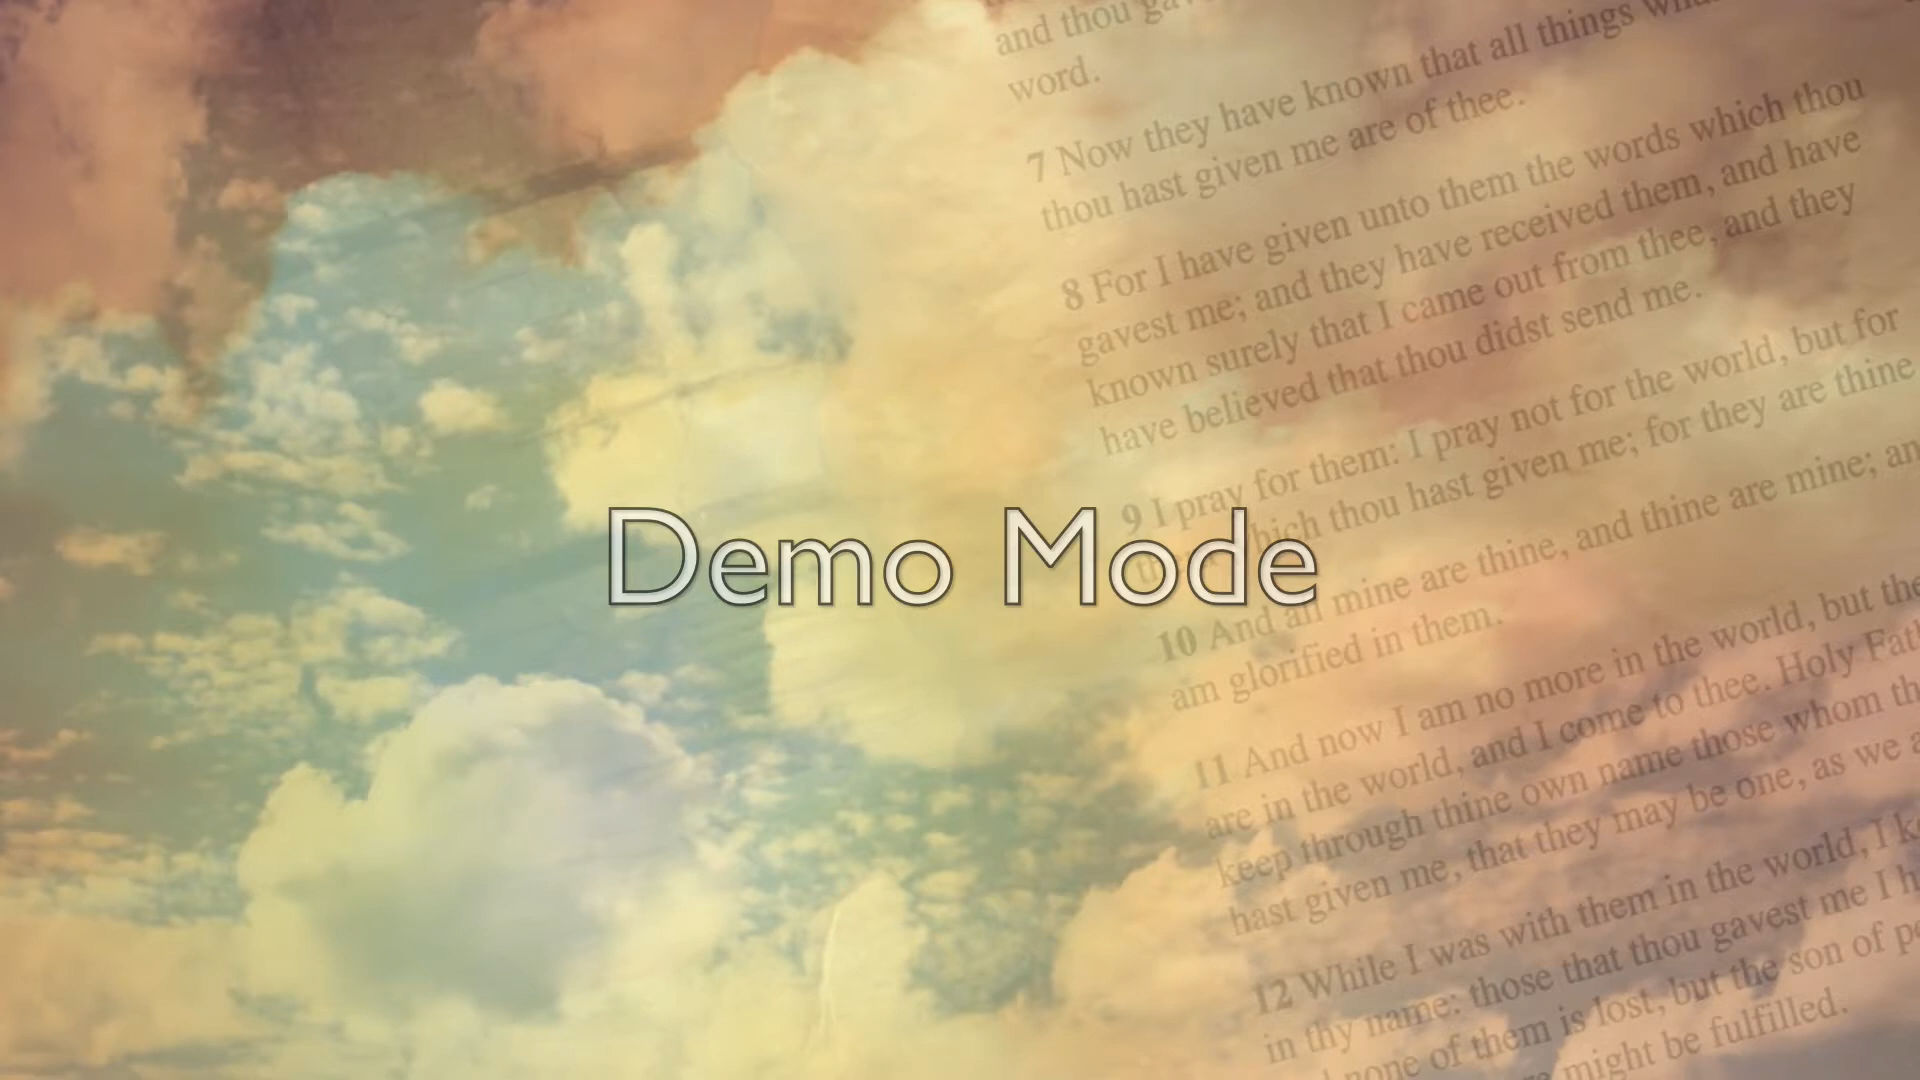 and thou
word.
7 Now they have known that all things
thou hast given me are of thee.
8 For I have given unto them the words which thou
gavest me; and they have received them, and have
known surely that I came out from thee, and they
have believed that thou didst send me.
9 I pray for them: I pray not for the world, but for
which thou hast given me; for they are thine
10 And all mine are thine, and thine are mine;
am glorified in them.
11 And now I am no more in the world, but
are in the world, and I come to thee. Holy
keep through thine own name those whom
hast given me, that they may be one, as we
12 While I was with them in the world, I
in thy name: those that thou gavest me I
none of them is lost, but the son of
might be fulfilled.
Demo Mode